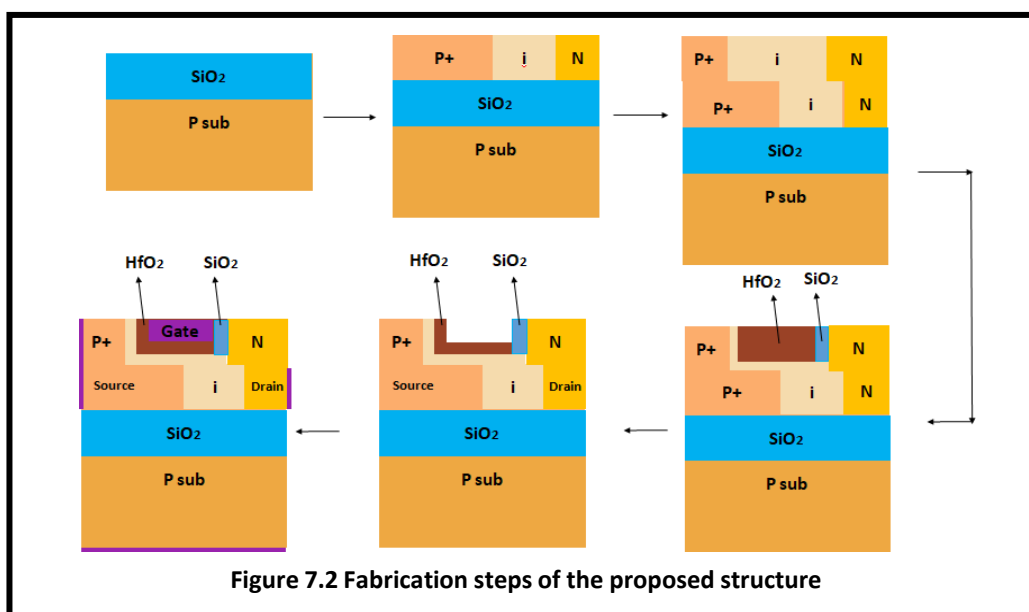 SiO2
P sub
P+ i N
SiO2
P sub
P+ i N
P+ i N
SiO2
P sub
HfO2 SiO2
P+ N
P+ i N
SiO2
P sub
HfO2 SiO2
P+ N
Source i Drain
SiO2
P sub
HfO2 SiO2
P+ Gate N
Source i Drain
SiO2
P sub
Figure 7.2 Fabrication steps of the proposed structure